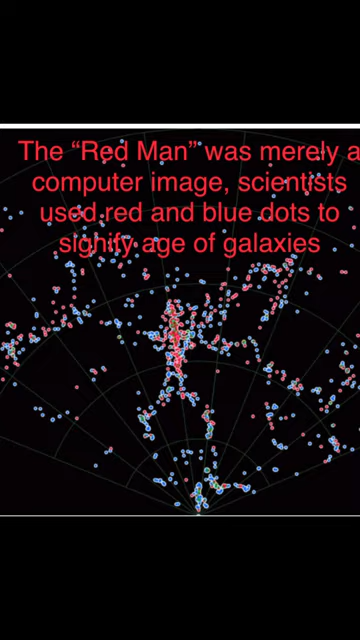 The “Red Man” was merely a
computer image, scientists
used red and blue dots to
signify age of galaxies